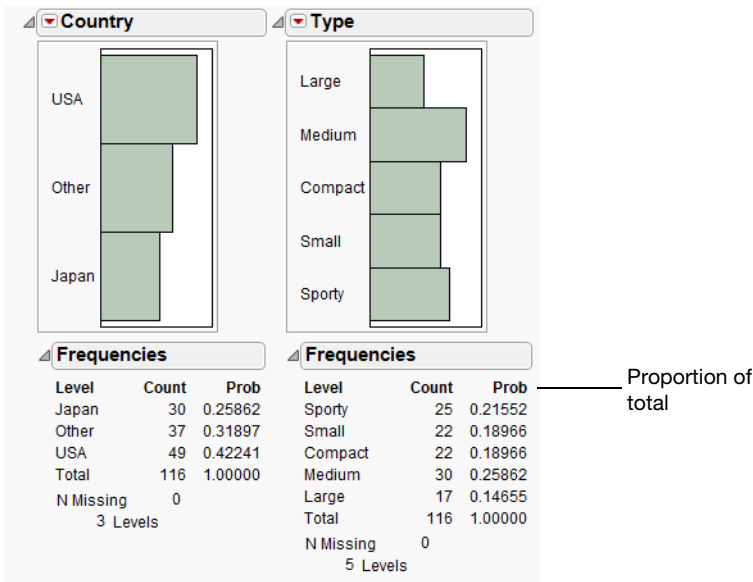 Country
USA
Other
Japan
Frequencies
Level Count Prob
Japan 30 0.25862
Other 37 0.31897
USA 49 0.42241
Total 116 1.00000
N Missing 0
3 Levels
Type
Large
Medium
Compact
Small
Sporty
Frequencies
Level Count Prob
Sporty 25 0.21552
Small 22 0.18966
Compact 22 0.18966
Medium 30 0.25862
Large 17 0.14655
Total 116 1.00000
N Missing 0
5 Levels
Proportion of
total